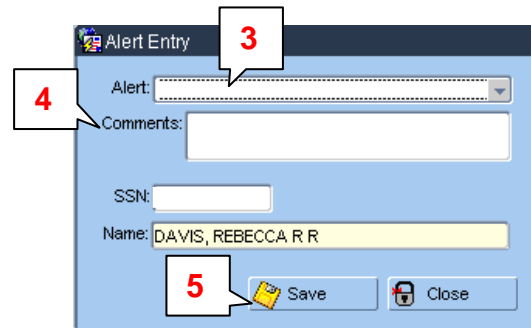 Alert Entry
3
Alert:
4
Comments:
SSN:
Name: DAVIS, REBECCA R R
5
Save
Close